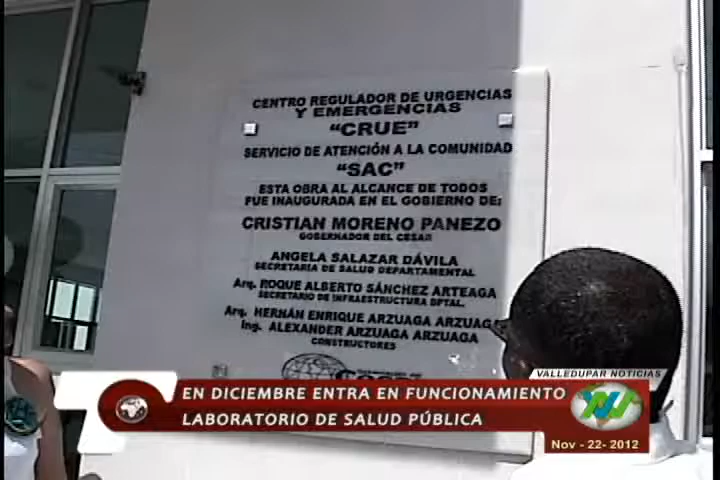 CENTRO REGULADOR DE URGENCIAS
Y EMERGENCIAS
"CRUE"
SERVICIO DE ATENCIÓN A LA COMUNIDAD
"SAC"
ESTA OBRA AL ALCANCE DE TODOS
FUE INAUGURADA EN EL GOBIERNO DE:
CRISTIAN MORENO PANEZO
GOBERNADOR DEL CESAR
ANGELA SALAZAR DÁVILA
SECRETARIA DE SALUD DEPARTAMENTAL
Arq. ROQUE ALBERTO SÁNCHEZ ARTEAGA
SECRETARIO DE INFRAESTRUCTURA DPTAL.
Arq. HERNÁN ENRIQUE ARZUAGA ARZUAG
Ing. ALEXANDER ARZUAGA ARZUAGA
CONSTRUCTORES
VALLEDUPAR NOTICIAS
EN DICIEMBRE ENTRA EN FUNCIONAMIENTO
LABORATORIO DE SALUD PÚBLICA
Nov - 22- 2012